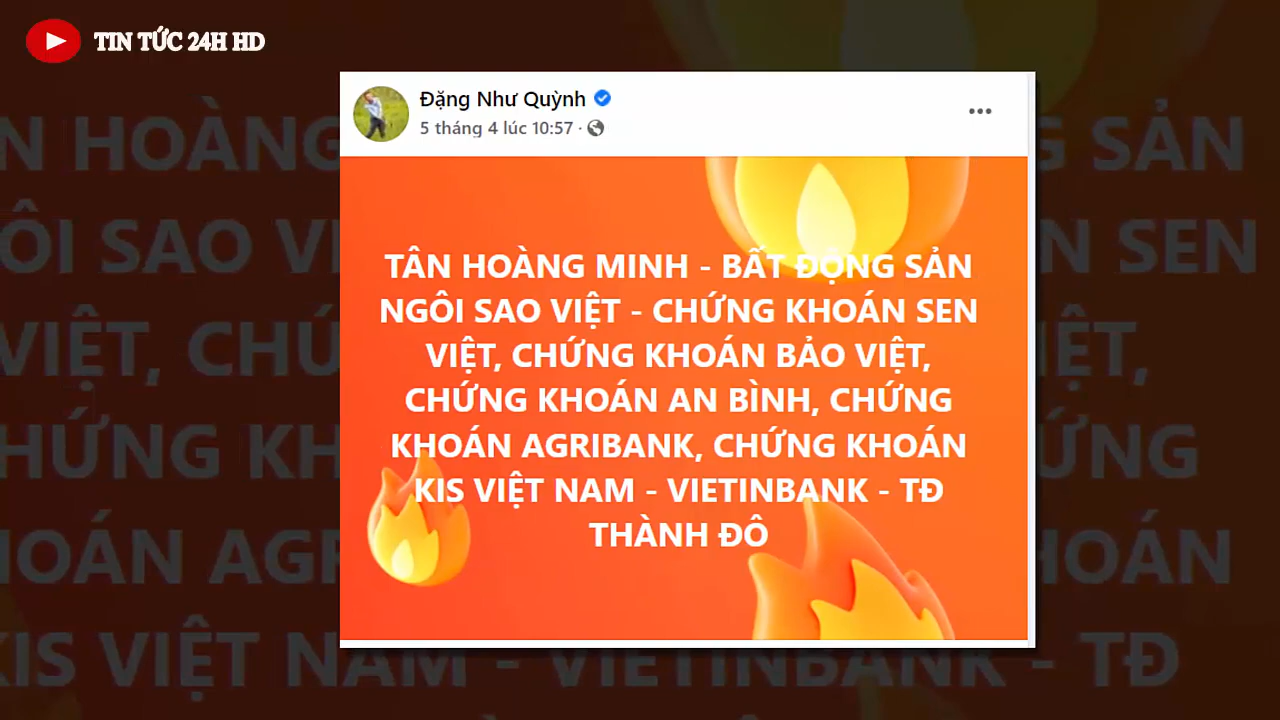 TIN TỨC 24H HD
Đặng Như Quỳnh
5 tháng 4 lúc 10:57 ·
TÂN HOÀNG MINH - BẤT ĐỘNG SẢN
NGÔI SAO VIỆT - CHỨNG KHOÁN SEN
VIỆT, CHỨNG KHOÁN BẢO VIỆT,
CHỨNG KHOÁN AN BÌNH, CHỨNG
KHOÁN AGRIBANK, CHỨNG KHOÁN
KIS VIỆT NAM - VIETINBANK - TĐ
THÀNH ĐÔ